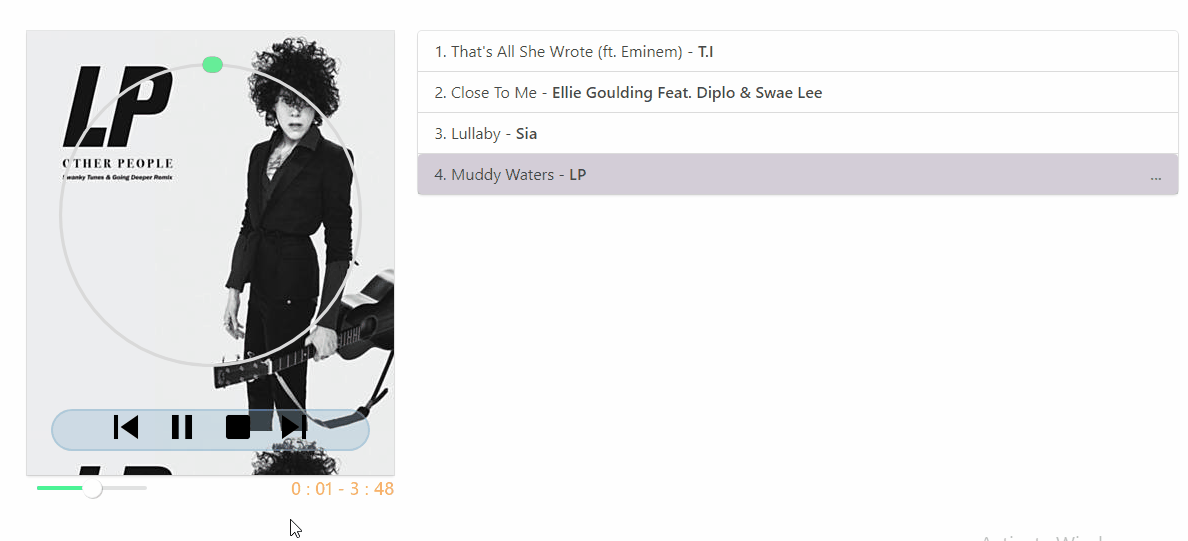 LP
OTHER PEOPLE
Swanky Tunes & Going Deeper Remix
1. That's All She Wrote (ft. Eminem) - T.I
2. Close To Me - Ellie Goulding Feat. Diplo & Swae Lee
3. Lullaby - Sia
4. Muddy Waters - LP ...
0 : 01 - 3 : 48